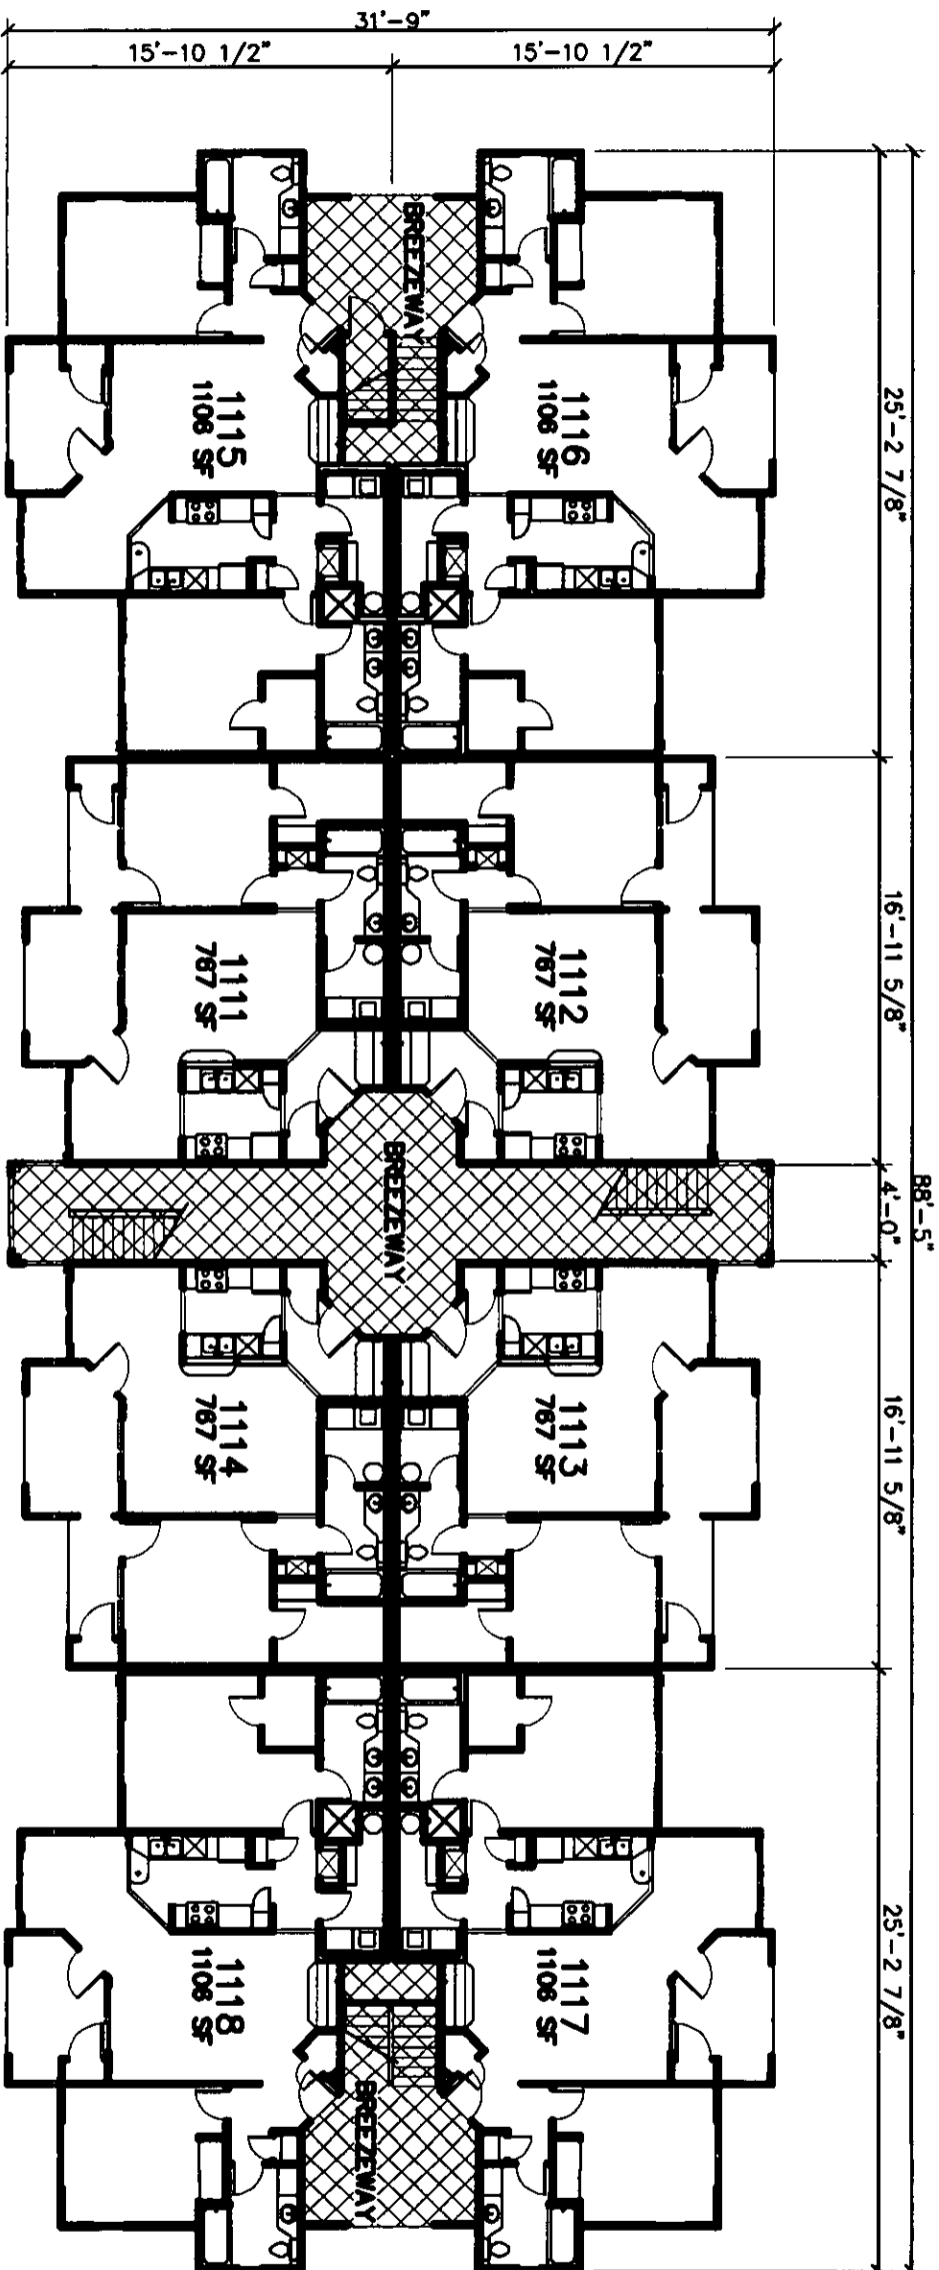 31'-9"
15'-10 1/2"
15'-10 1/2"
BREEZEWAY
25'-2 7/8"
1115
1106 SF
1116
1106 SF
16'-11 5/8"
1111
767 SF
1112
767 SF
BREEZEWAY
4'-0"
88'-5"
1114
767 SF
1113
767 SF
16'-11 5/8"
1118
1106 SF
1117
1106 SF
25'-2 7/8"
BREEZEWAY